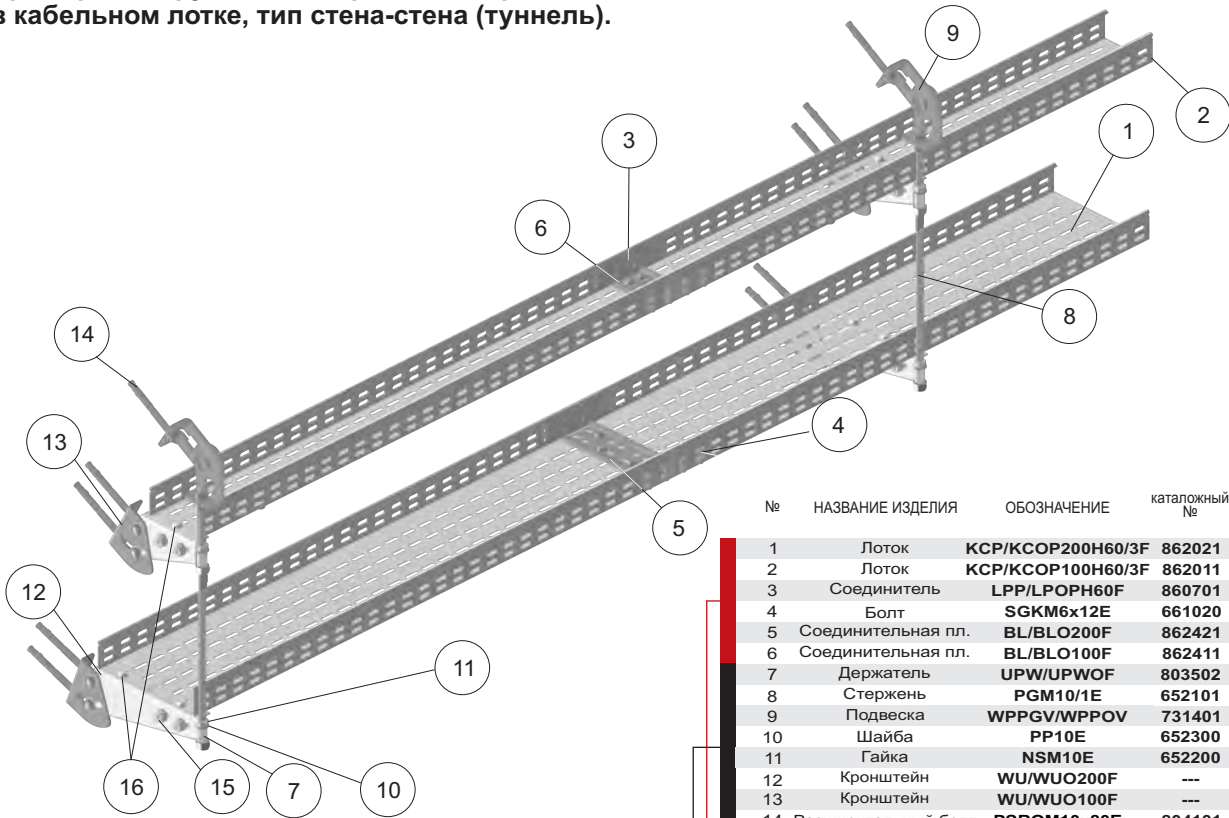 в кабельном лотке, тип стена-стена (туннель).
9
2
3
1
6
8
14
4
13
5
12
11
16
15
7
10
№ НАЗВАНИЕ ИЗДЕЛИЯ ОБОЗНАЧЕНИЕ каталожный №
1 Лоток KCP/KCOP200H60/3F 862021
2 Лоток KCP/KCOP100H60/3F 862011
3 Соединитель LPP/LPOPH60F 860701
4 Болт SGKM6x12E 661020
5 Соединительная пл. BL/BLO200F 862421
6 Соединительная пл. BL/BLO100F 862411
7 Держатель UPW/UPWOF 803502
8 Стержень PGM10/1E 652101
9 Подвеска WPPGV/WPPOV 731401
10 Шайба PP10E 652300
11 Гайка NSM10E 652200
12 Кронштейн WU/WUO200F ---
13 Кронштейн WU/WUO100F ---
14